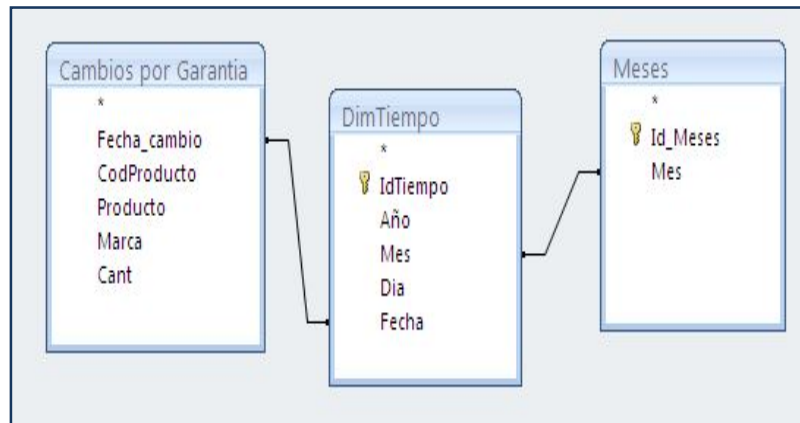 Cambios por Garantia
*
Fecha_cambio
CodProducto
Producto
Marca
Cant
DimTiempo
*
IdTiempo
Año
Mes
Dia
Fecha
Meses
*
Id_Meses
Mes